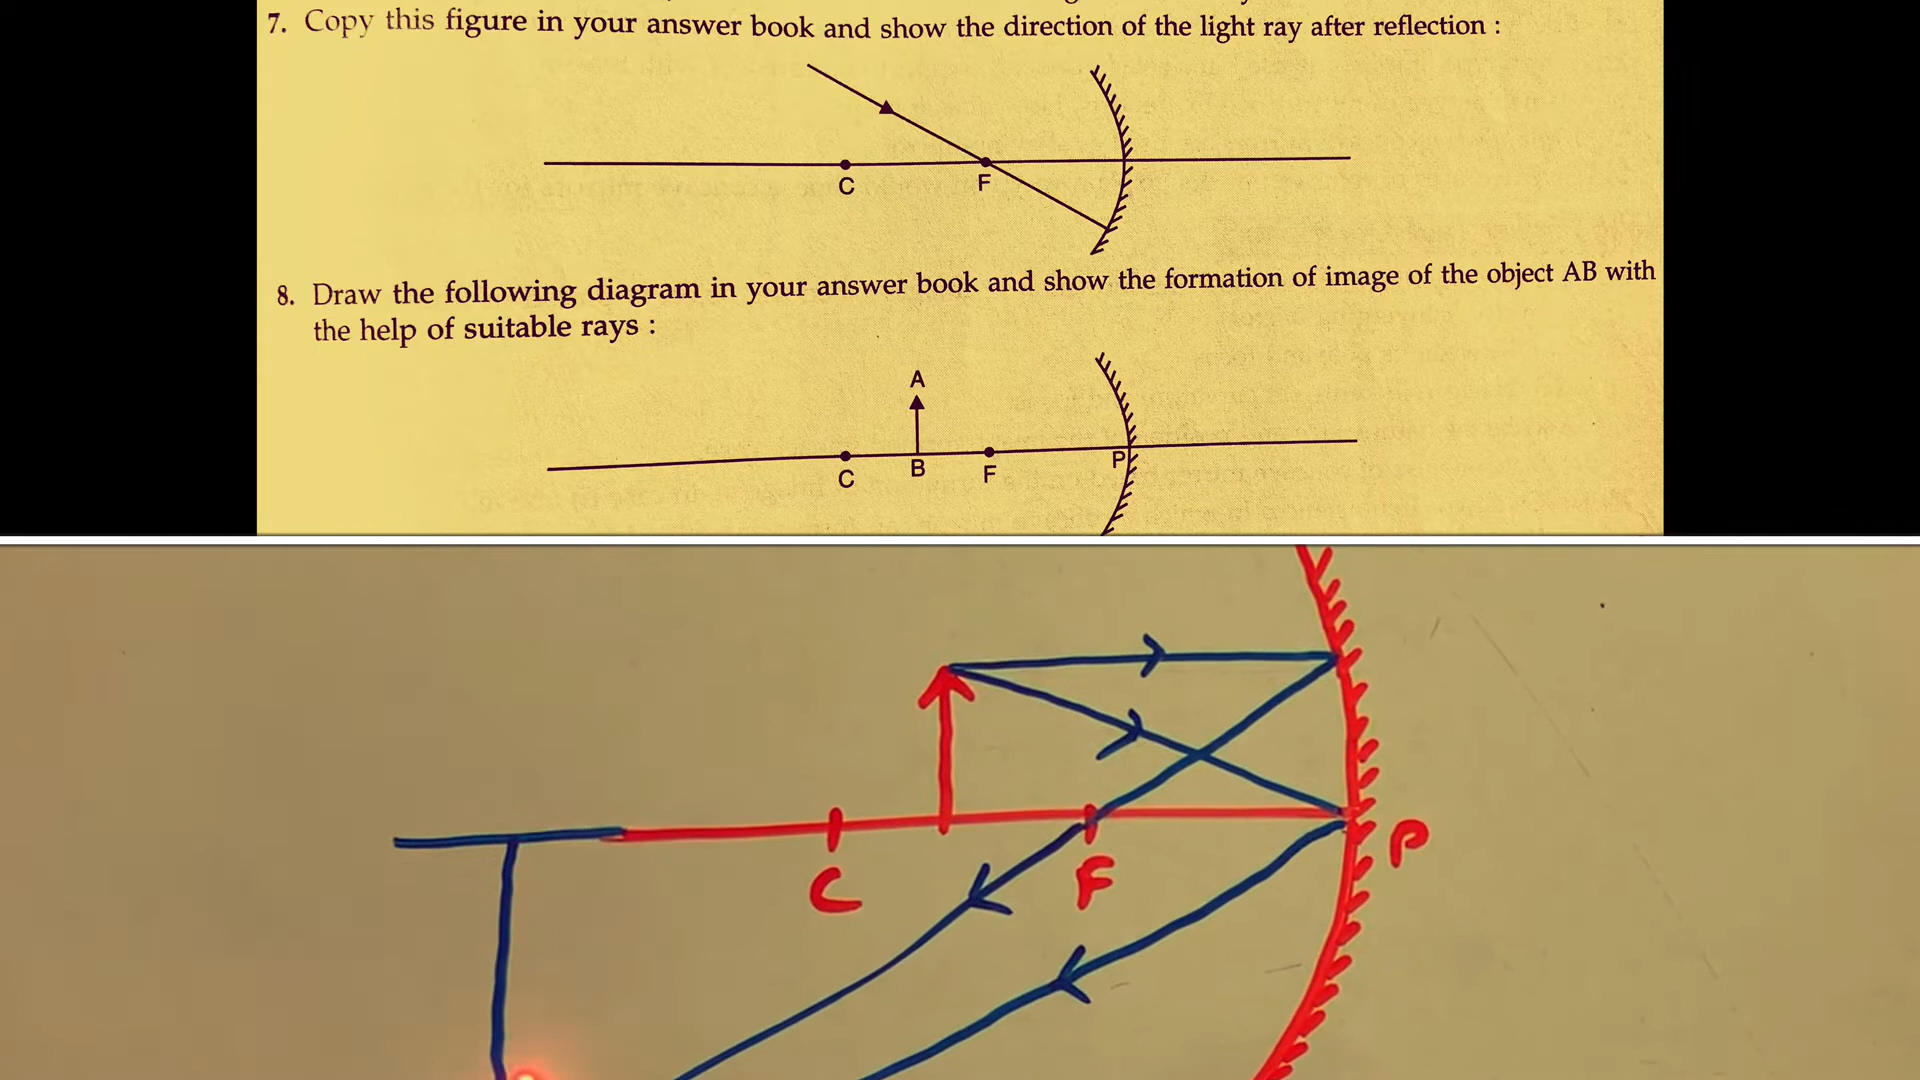 7. Copy this figure in your answer book and show the direction of the light ray after reflection :
C
F
8. Draw the following diagram in your answer book and show the formation of image of the object AB with
the help of suitable rays :
A
C
B
F
P
C
F
P